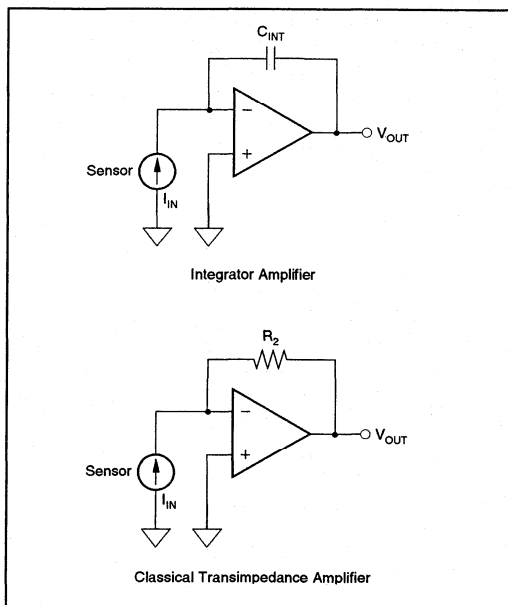 C_INT
−
+
V_OUT
Sensor
I_IN
Integrator Amplifier
R_2
−
+
V_OUT
Sensor
I_IN
Classical Transimpedance Amplifier